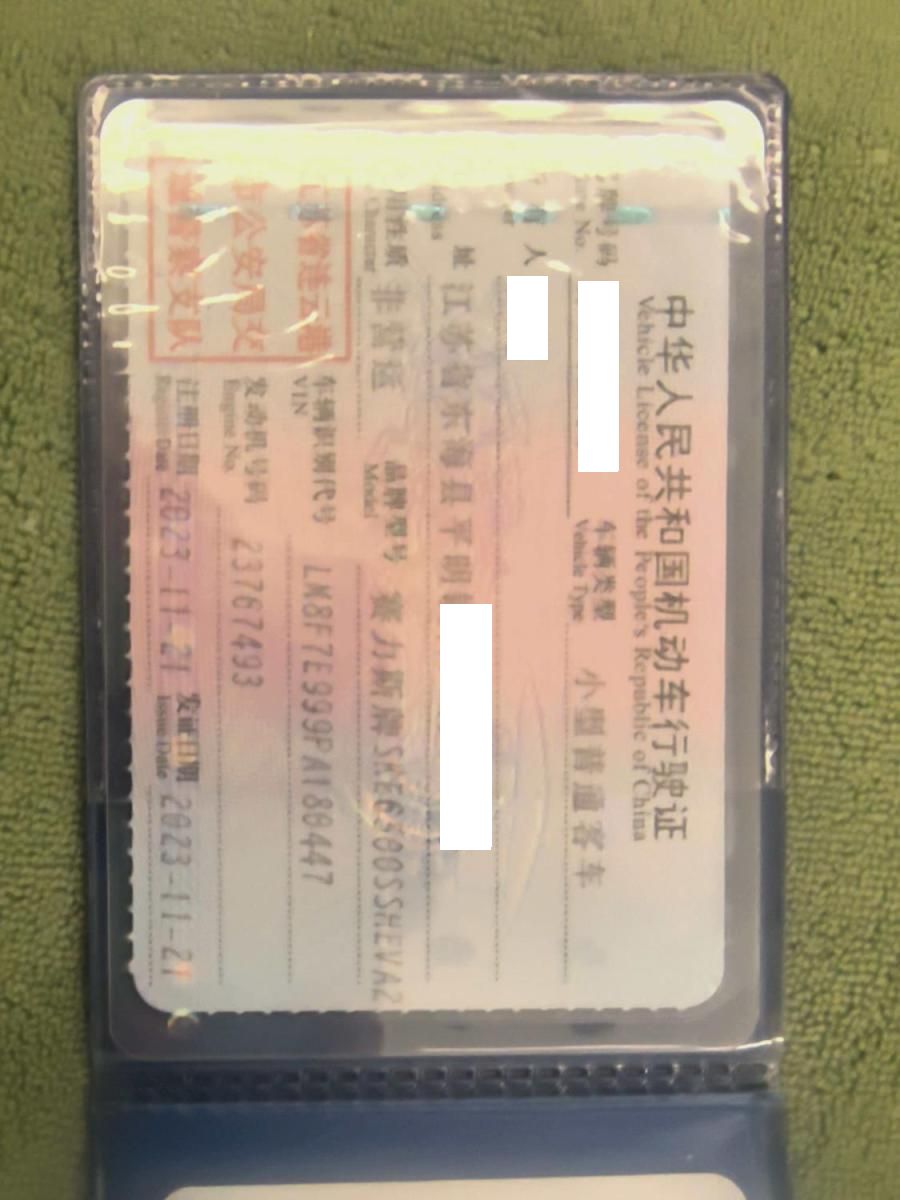 中华人民共和国机动车行驶证
Vehicle License of the People's Republic of China
号码 车辆类型 小型普通客车
No. Vehicle Type
人
址 江苏省东海县平明
使用性质 非营运 品牌型号 赛力斯牌SKE6500SSHEVA2
Character Model
江苏省连云港
市公安局交
通警察支队
车辆识别代号 LM8F7E999PA180447
VIN
发动机号码 23767493
Engine No.
注册日期 2023-11-21 发证日期 2023-11-21
Register Date Issue Date